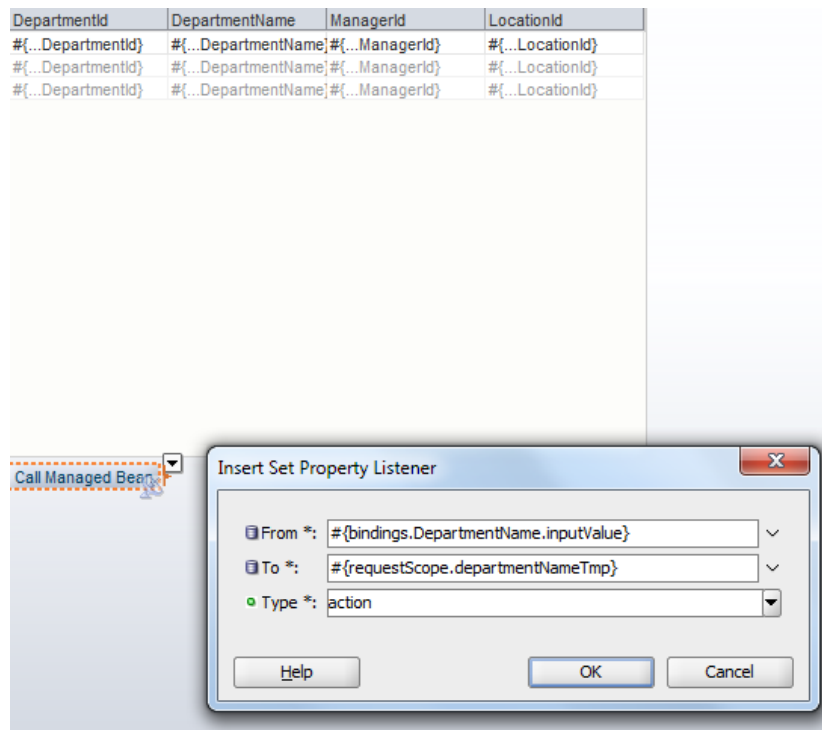 DepartmentId DepartmentName ManagerId LocationId
#{...DepartmentId} #{...DepartmentName} #{...ManagerId} #{...LocationId}
#{...DepartmentId} #{...DepartmentName} #{...ManagerId} #{...LocationId}
#{...DepartmentId} #{...DepartmentName} #{...ManagerId} #{...LocationId}
Call Managed Bean
Insert Set Property Listener
From *: #{bindings.DepartmentName.inputValue}
To *: #{requestScope.departmentNameTmp}
Type *: action
Help OK Cancel